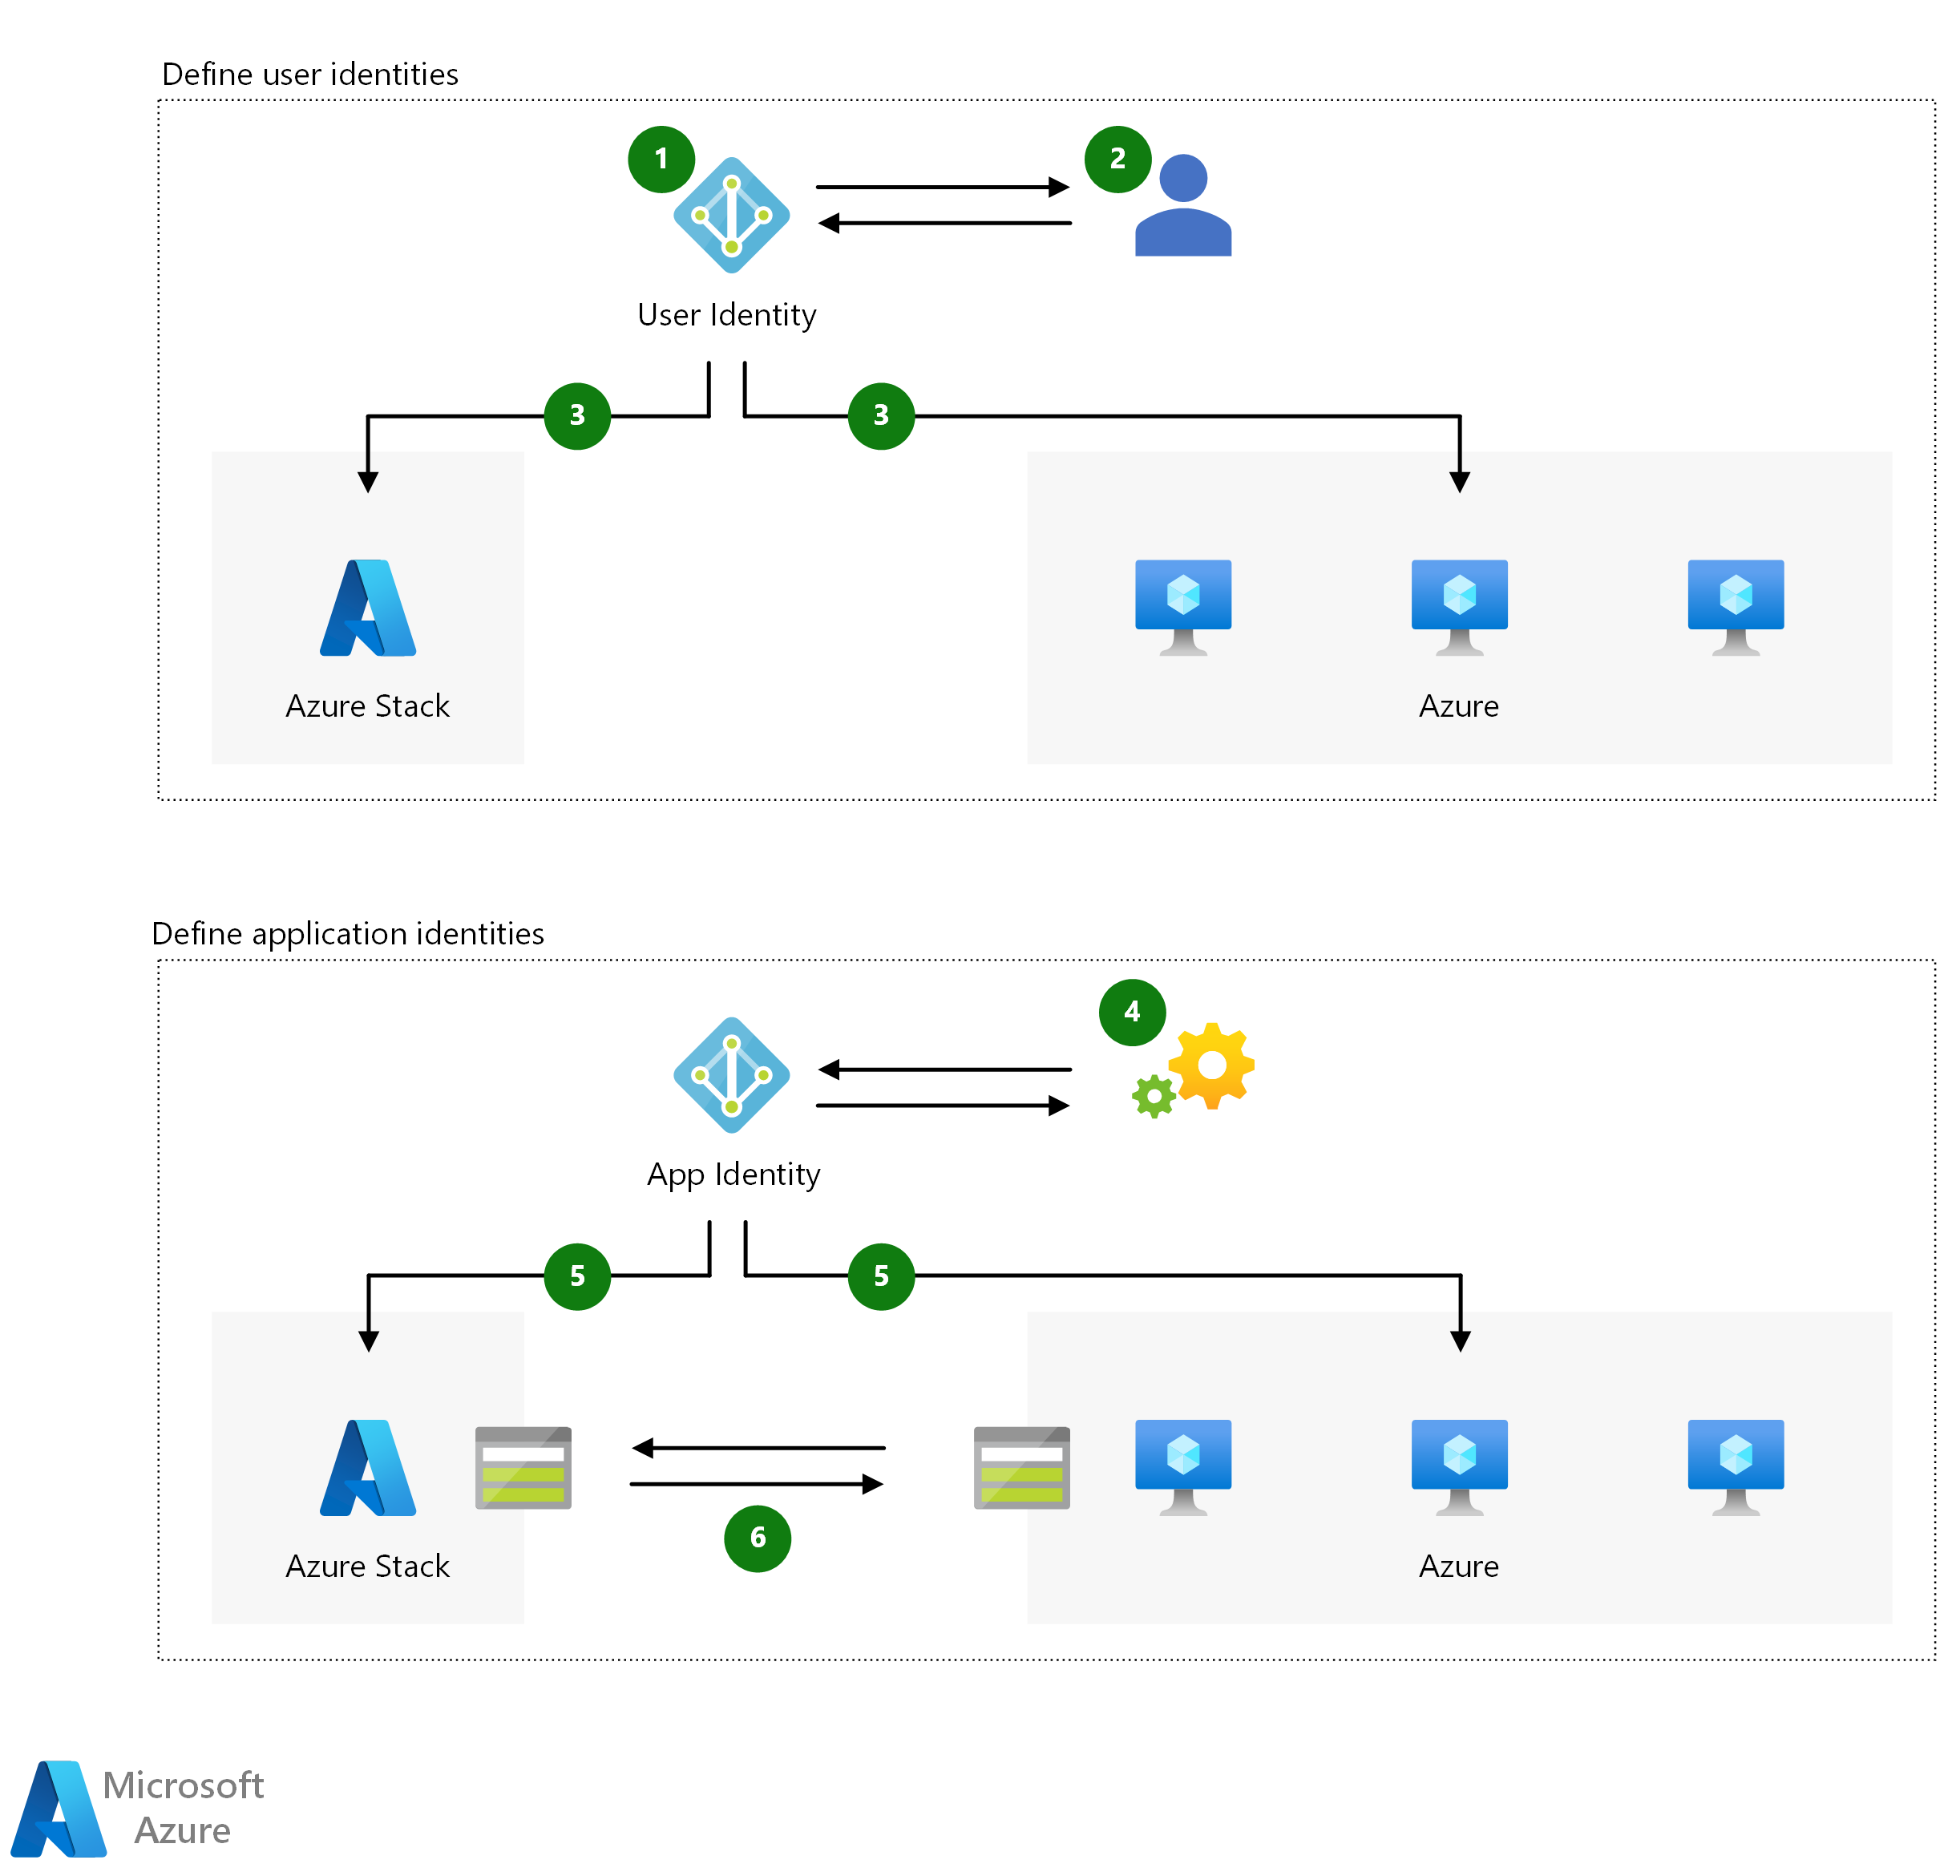 Define user identities
1
2
User Identity
3
3
Azure Stack
Azure
Define application identities
4
App Identity
5
5
6
Azure Stack
Azure
Microsoft
Azure